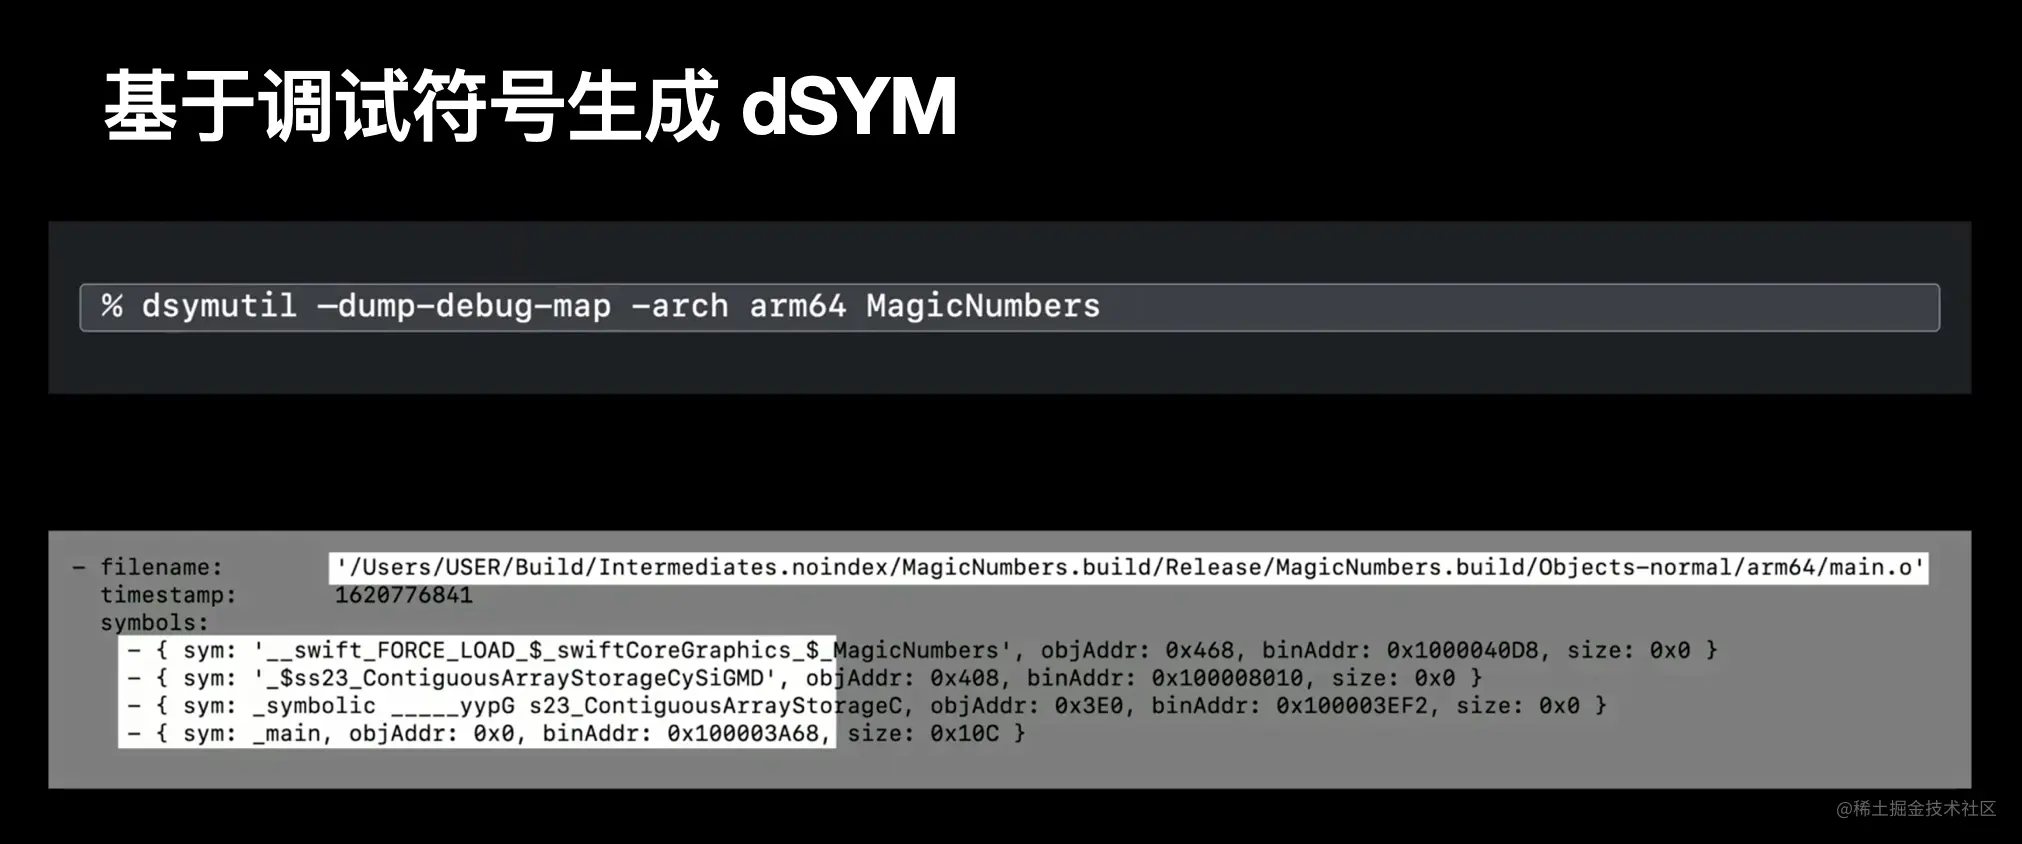 基于调试符号生成 dSYM
% dsymutil –dump–debug–map –arch arm64 MagicNumbers
– filename: '/Users/USER/Build/Intermediates.noindex/MagicNumbers.build/Release/MagicNumbers.build/Objects–normal/arm64/main.o'
timestamp: 1620776841
symbols:
– { sym: '__swift_FORCE_LOAD_$_swiftCoreGraphics_$_MagicNumbers', objAddr: 0x468, binAddr: 0x1000040D8, size: 0x0 }
– { sym: '_$ss23_ContiguousArrayStorageCySiGMD', objAddr: 0x408, binAddr: 0x100008010, size: 0x0 }
– { sym: _symbolic _____yypG s23_ContiguousArrayStorageC, objAddr: 0x3E0, binAddr: 0x100003EF2, size: 0x0 }
– { sym: _main, objAddr: 0x0, binAddr: 0x100003A68, size: 0x10C }
@稀土掘金技术社区